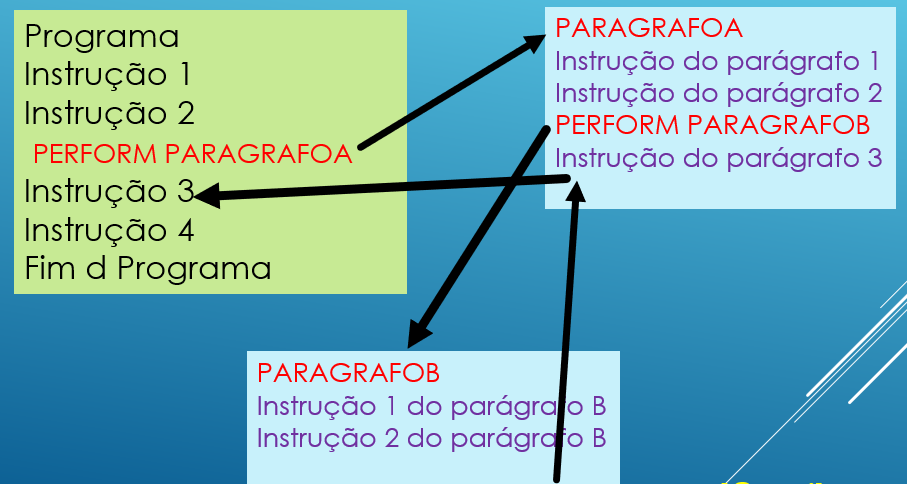 Programa
Instrução 1
Instrução 2
PERFORM PARAGRAFOA
Instrução 3
Instrução 4
Fim d Programa
PARAGRAFOA
Instrução do parágrafo 1
Instrução do parágrafo 2
PERFORM PARAGRAFOB
Instrução do parágrafo 3
PARAGRAFOB
Instrução 1 do parágrafo B
Instrução 2 do parágrafo B